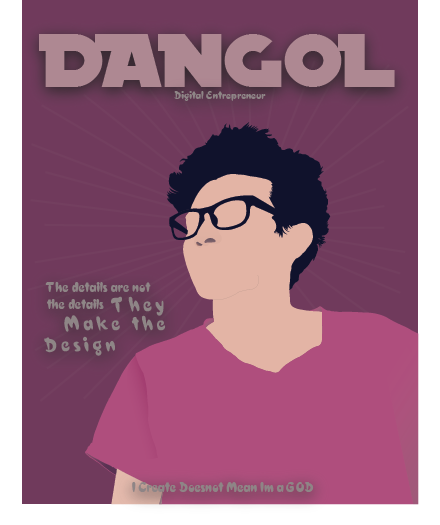 DANGOL
Digital Entrepreneur
The details are not
the details They
Make the
Design
I Create Doesnot Mean Im a GOD